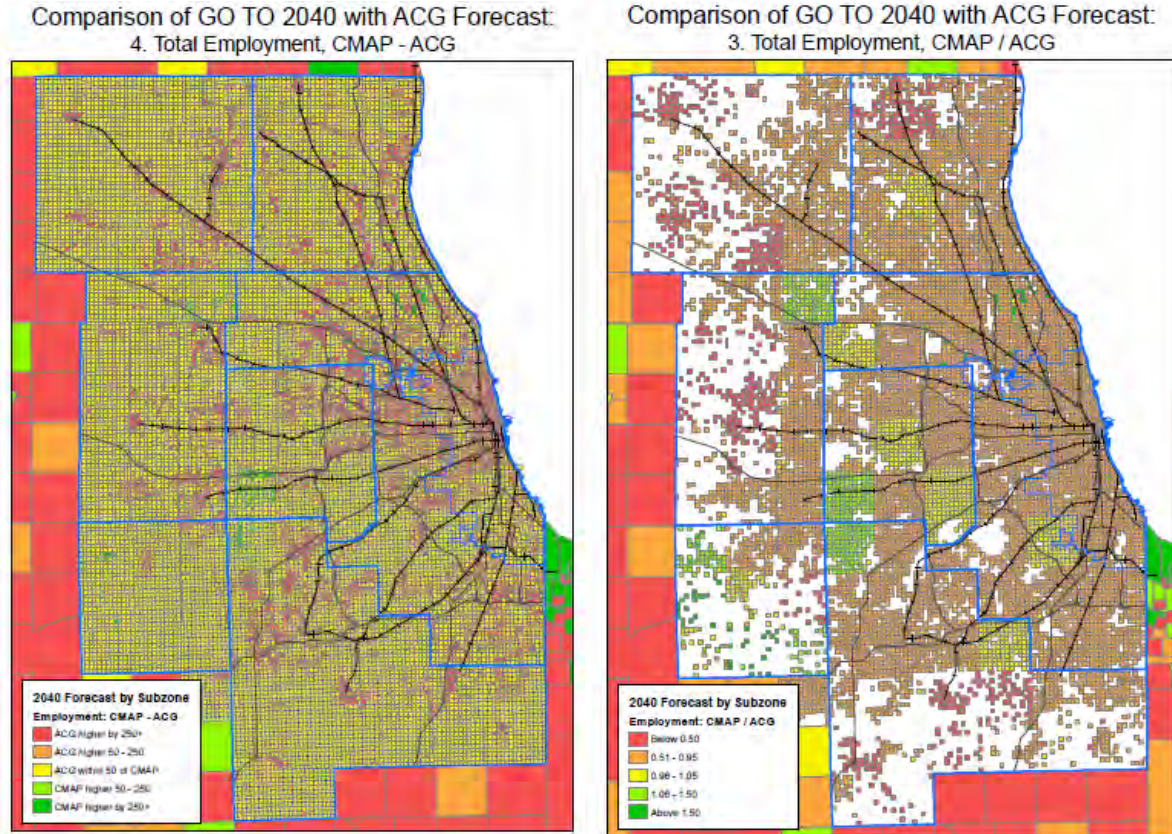 Comparison of GO TO 2040 with ACG Forecast:
4. Total Employment, CMAP - ACG
2040 Forecast by Subzone
Employment: CMAP - ACG
ACG higher by 250+
ACG higher 50 - 250
ACG within 50 of CMAP
CMAP higher 50 - 250
CMAP higher by 250+
Comparison of GO TO 2040 with ACG Forecast:
3. Total Employment, CMAP / ACG
2040 Forecast by Subzone
Employment: CMAP / ACG
Below 0.50
0.51 - 0.95
0.96 - 1.05
1.06 - 1.50
Above 1.50